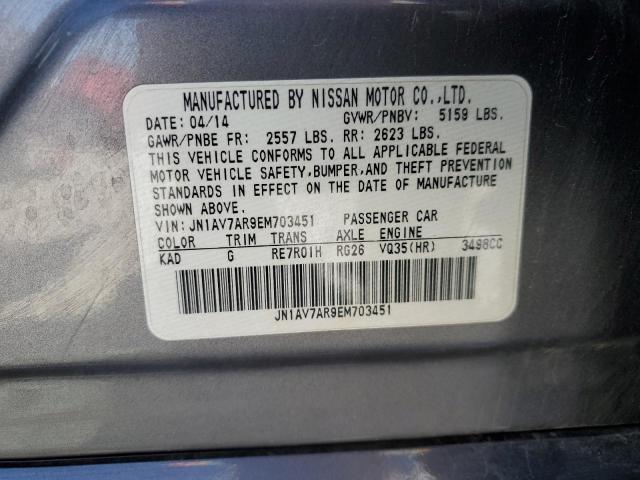 MANUFACTURED BY NISSAN MOTOR CO.,LTD.
DATE: 04/14 GVWR/PNBV: 5159 LBS.
GAWR/PNBE FR: 2557 LBS. RR: 2623 LBS.
THIS VEHICLE CONFORMS TO ALL APPLICABLE FEDERAL
MOTOR VEHICLE SAFETY,BUMPER,AND THEFT PREVENTION
STANDARDS IN EFFECT ON THE DATE OF MANUFACTURE
SHOWN ABOVE.
VIN: JN1AV7AR9EM703451 PASSENGER CAR
COLOR TRIM TRANS AXLE ENGINE
KAD G RE7R01H RG26 VQ35(HR) 3498CC
JN1AV7AR9EM703451